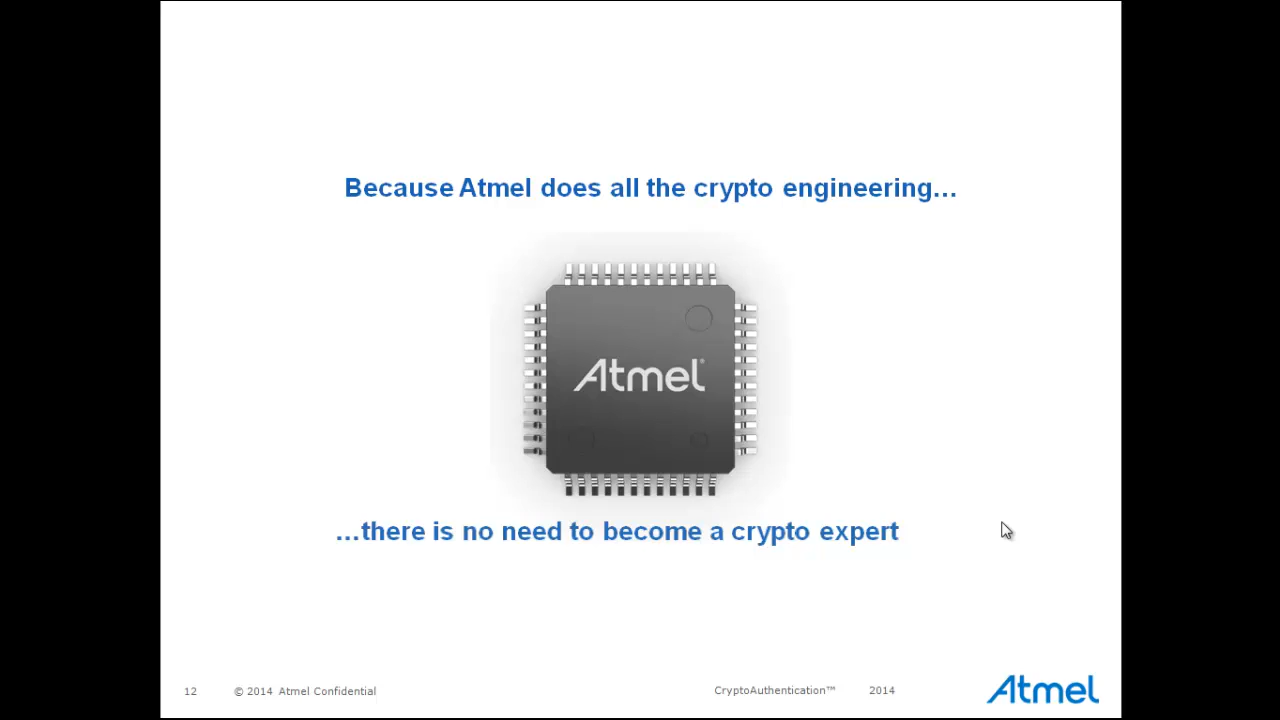 Because Atmel does all the crypto engineering…
Atmel®
…there is no need to become a crypto expert
12 © 2014 Atmel Confidential CryptoAuthentication™ 2014 Atmel